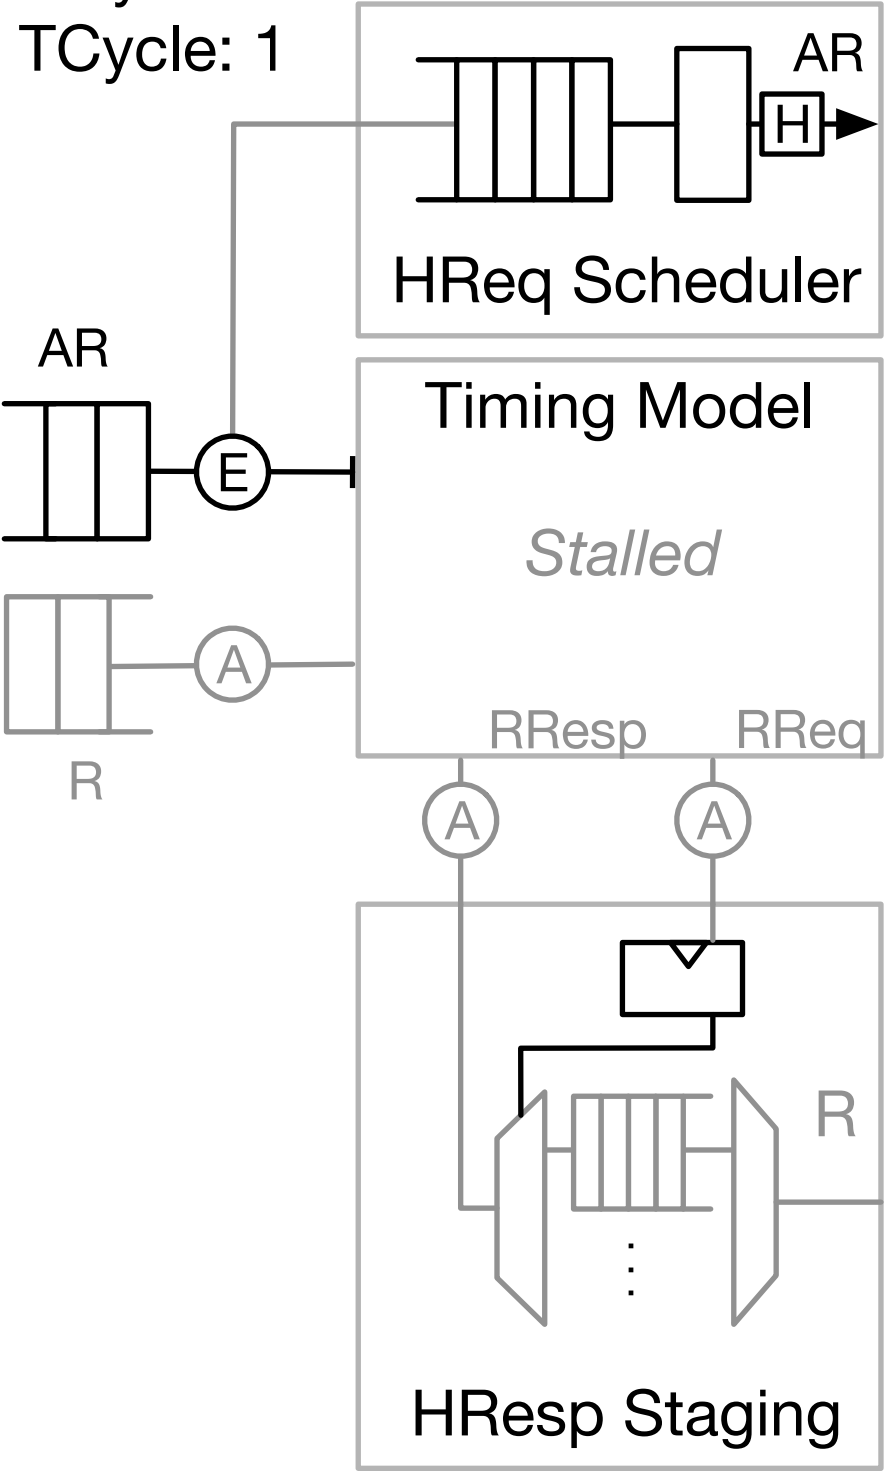 TCycle: 1
AR
H
HReq Scheduler
AR
E
Timing Model
Stalled
A
R
RResp
RReq
A
A
R
HResp Staging